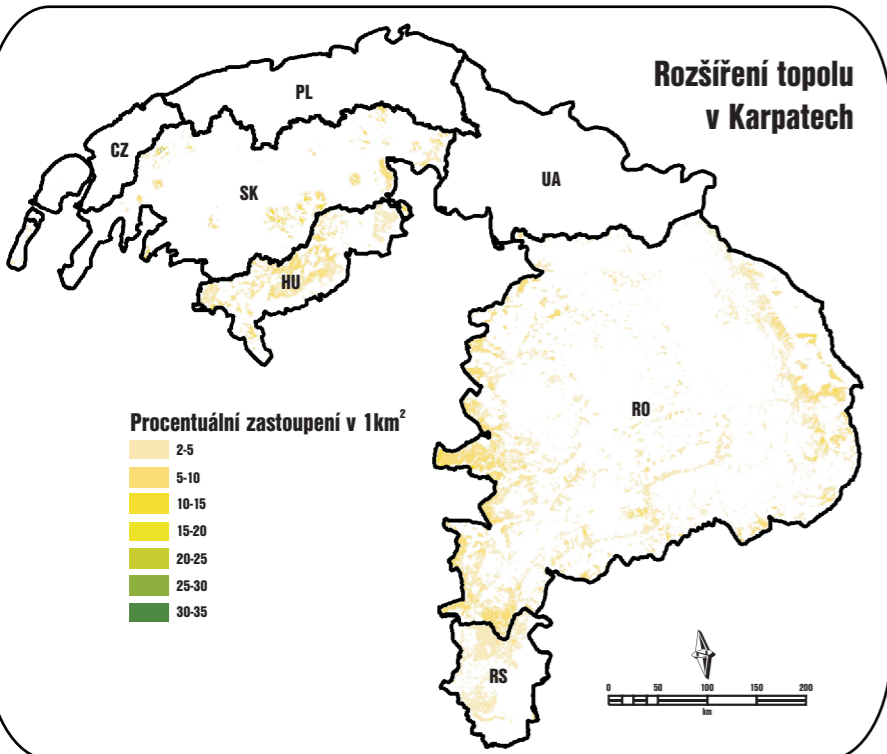 Rozšíření topolu
v Karpatech
PL
CZ
SK
UA
HU
RO
RS
Procentuální zastoupení v 1km²
2-5
5-10
10-15
15-20
20-25
25-30
30-35
0 50 100 150 200
km